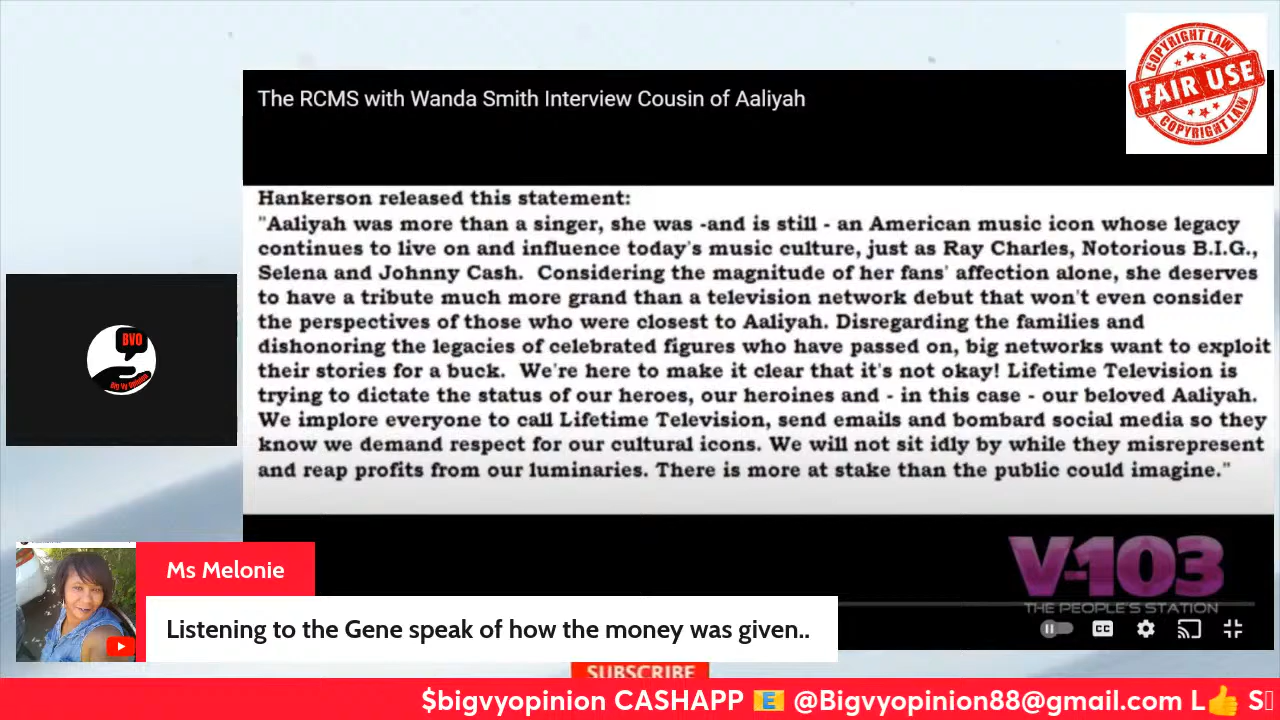 The RCMS with Wanda Smith Interview Cousin of Aaliyah
COPYRIGHT LAW
FAIR USE
COPYRIGHT LAW
Hankerson released this statement:
"Aaliyah was more than a singer, she was -and is still - an American music icon whose legacy
continues to live on and influence today's music culture, just as Ray Charles, Notorious B.I.G.,
Selena and Johnny Cash. Considering the magnitude of her fans' affection alone, she deserves
to have a tribute much more grand than a television network debut that won't even consider
the perspectives of those who were closest to Aaliyah. Disregarding the families and
dishonoring the legacies of celebrated figures who have passed on, big networks want to exploit
their stories for a buck. We're here to make it clear that it's not okay! Lifetime Television is
trying to dictate the status of our heroes, our heroines and - in this case - our beloved Aaliyah.
We implore everyone to call Lifetime Television, send emails and bombard social media so they
know we demand respect for our cultural icons. We will not sit idly by while they misrepresent
and reap profits from our luminaries. There is more at stake than the public could imagine."
BVO
Big Vy Opinion
V-103
THE PEOPLE'S STATION
CC
Ms Melonie
Listening to the Gene speak of how the money was given..
SUBSCRIBE
$bigvyopinion CASHAPP 📧 @Bigvyopinion88@gmail.com L👍 S